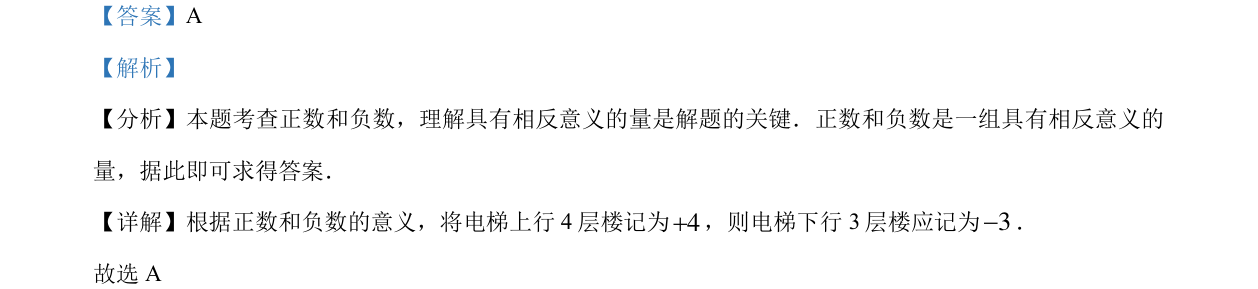 【答案】A
【解析】
【分析】本题考查正数和负数，理解具有相反意义的量是解题的关键．正数和负数是一组具有相反意义的
量，据此即可求得答案．
【详解】根据正数和负数的意义，将电梯上行 4 层楼记为+4，则电梯下行 3 层楼应记为−3．
故选 A